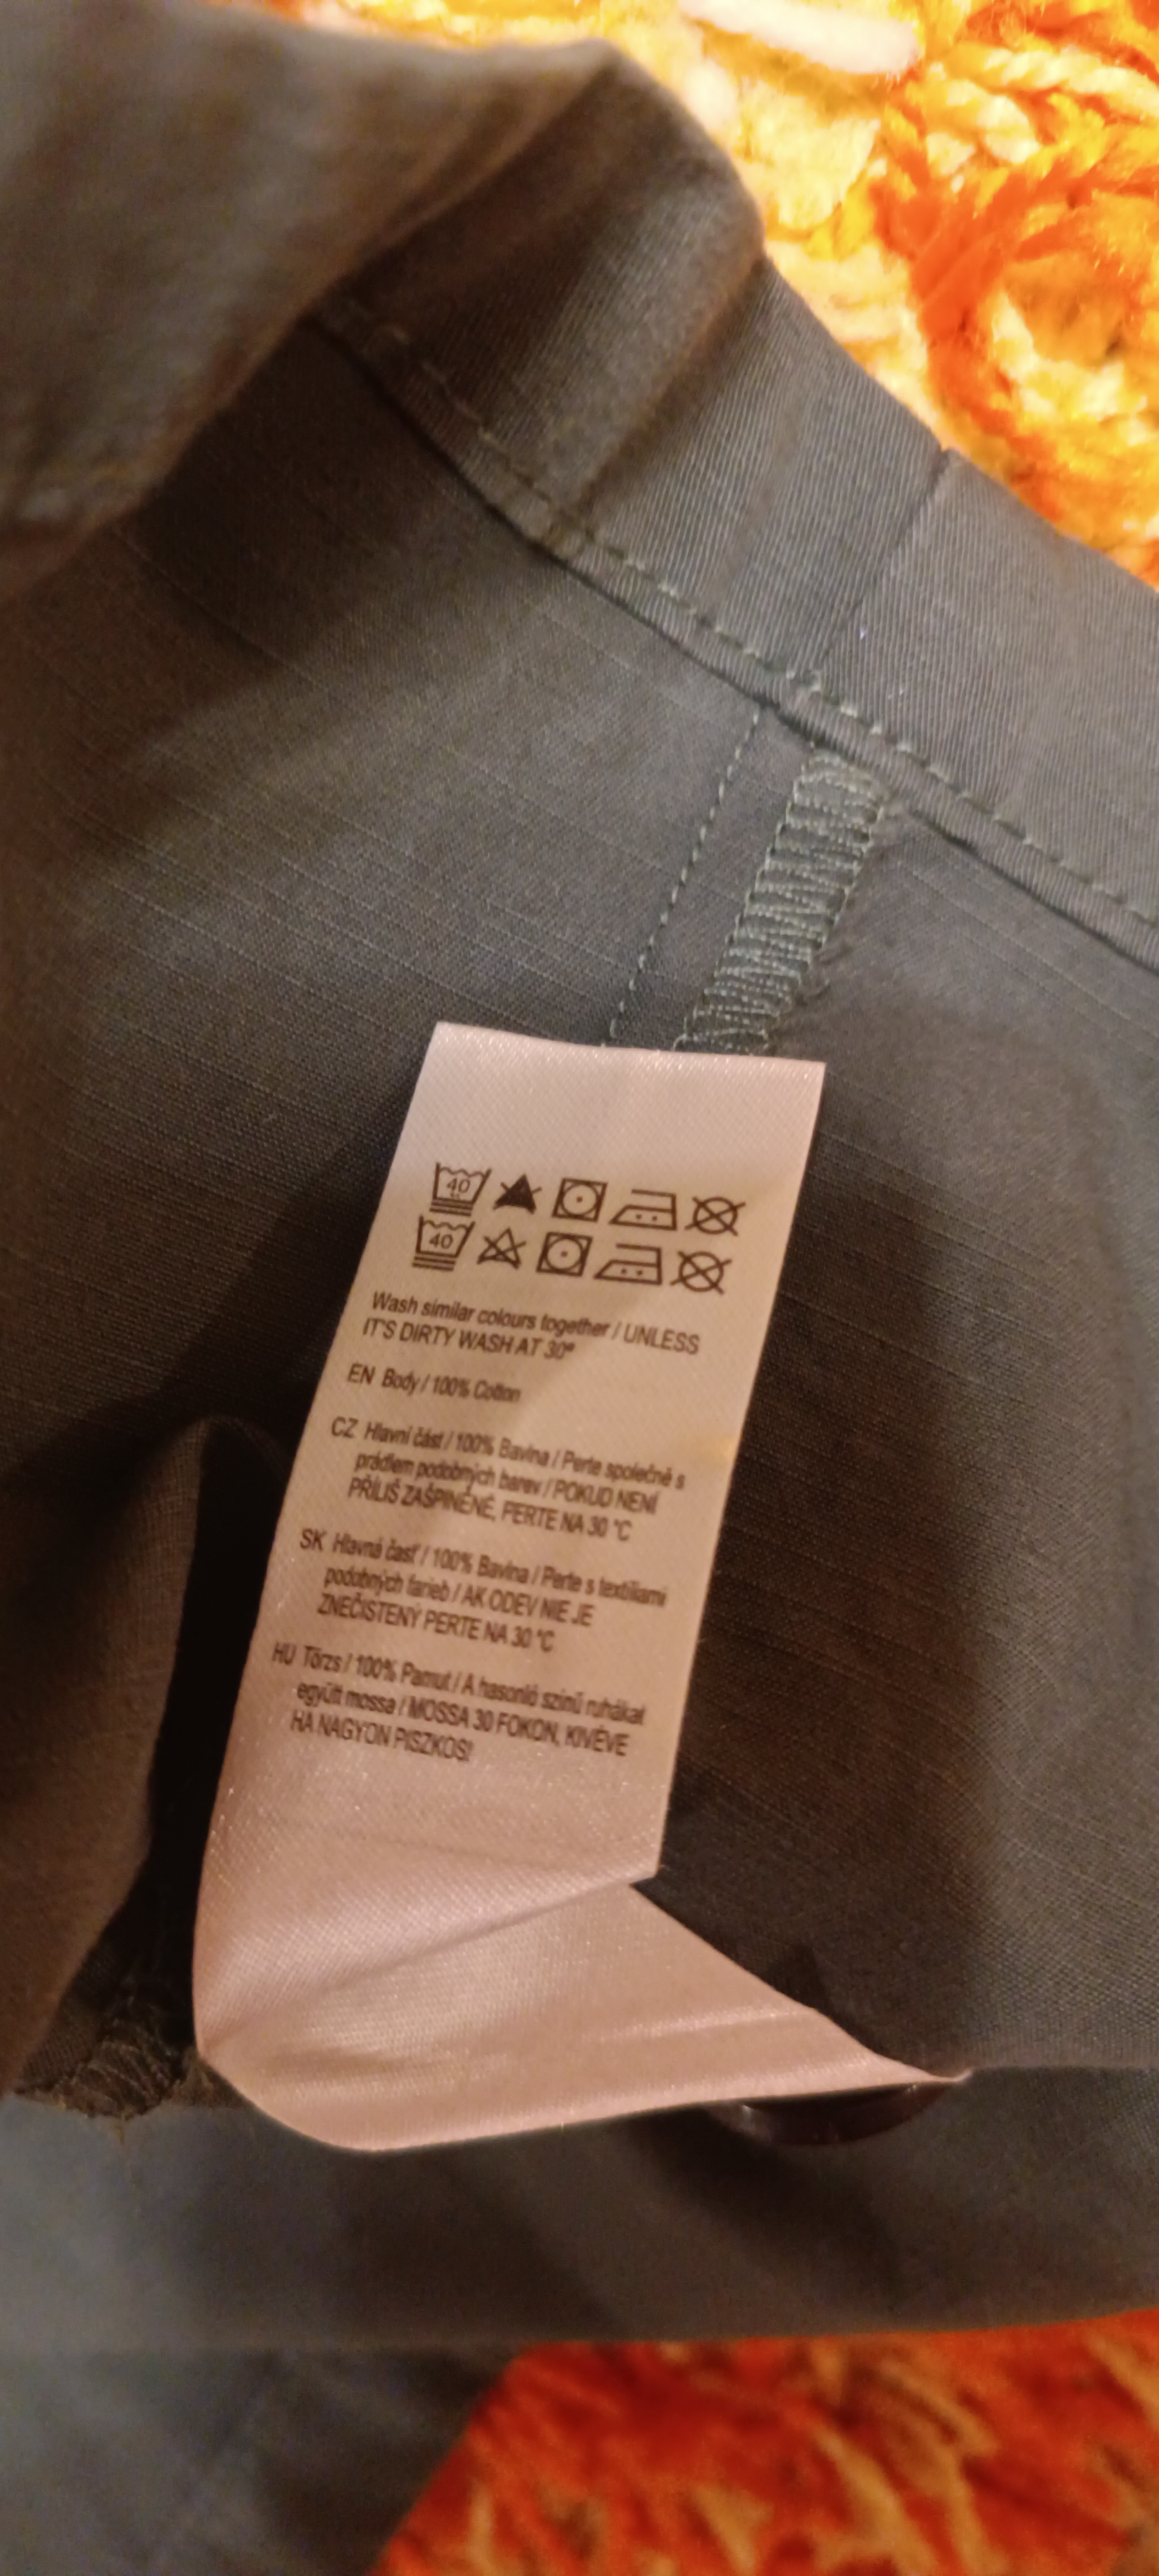 40
40
Wash similar colours together / UNLESS
IT'S DIRTY WASH AT 30º
EN Body / 100% Cotton
CZ Hlavní část / 100% Bavlna / Perte společně s
prádlem podobných barev / POKUD NENÍ
PŘÍLIŠ ZAŠPINĚNÉ, PERTE NA 30 °C
SK Hlavná časť / 100% Bavlna / Perte s textíliami
podobných farieb / AK ODEV NIE JE
ZNEČISTENÝ PERTE NA 30 °C
HU Törzs / 100% Pamut / A hasonló színű ruhákat
együtt mossa / MOSSA 30 FOKON, KIVÉVE
HA NAGYON PISZKOS!